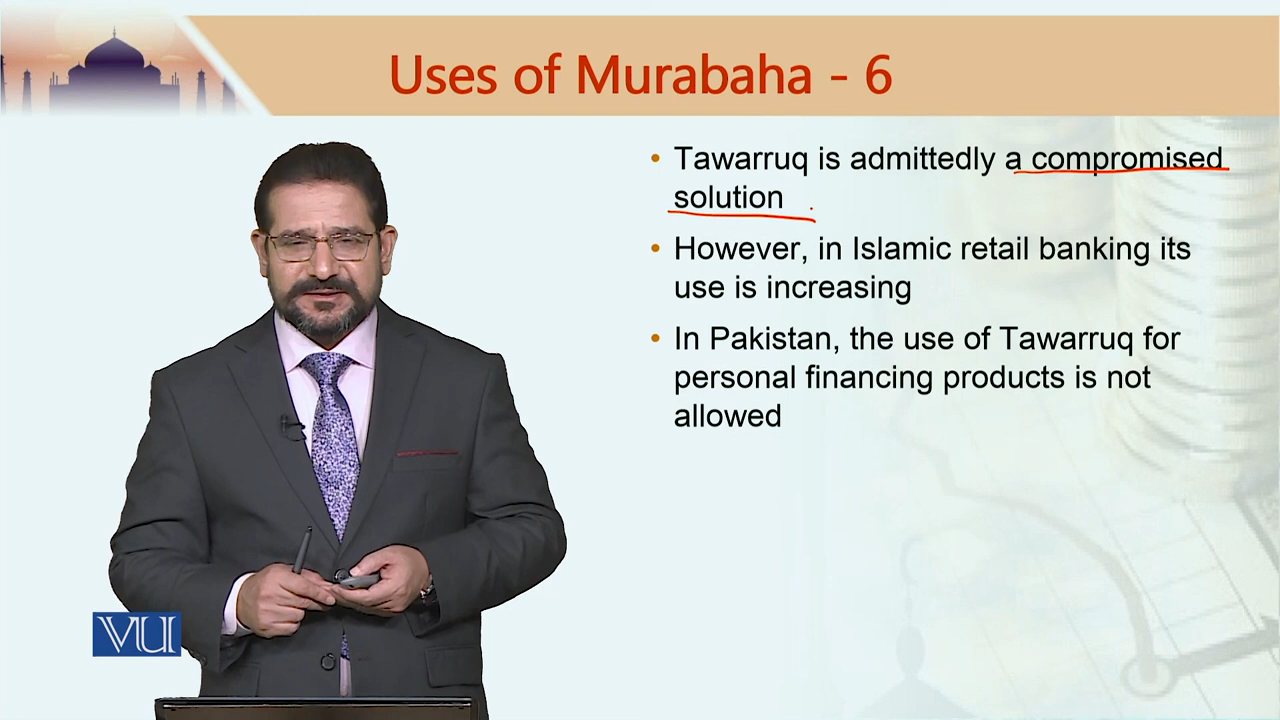 Uses of Murabaha - 6
• Tawarruq is admittedly a compromised
solution
• However, in Islamic retail banking its
use is increasing
• In Pakistan, the use of Tawarruq for
personal financing products is not
allowed
VU